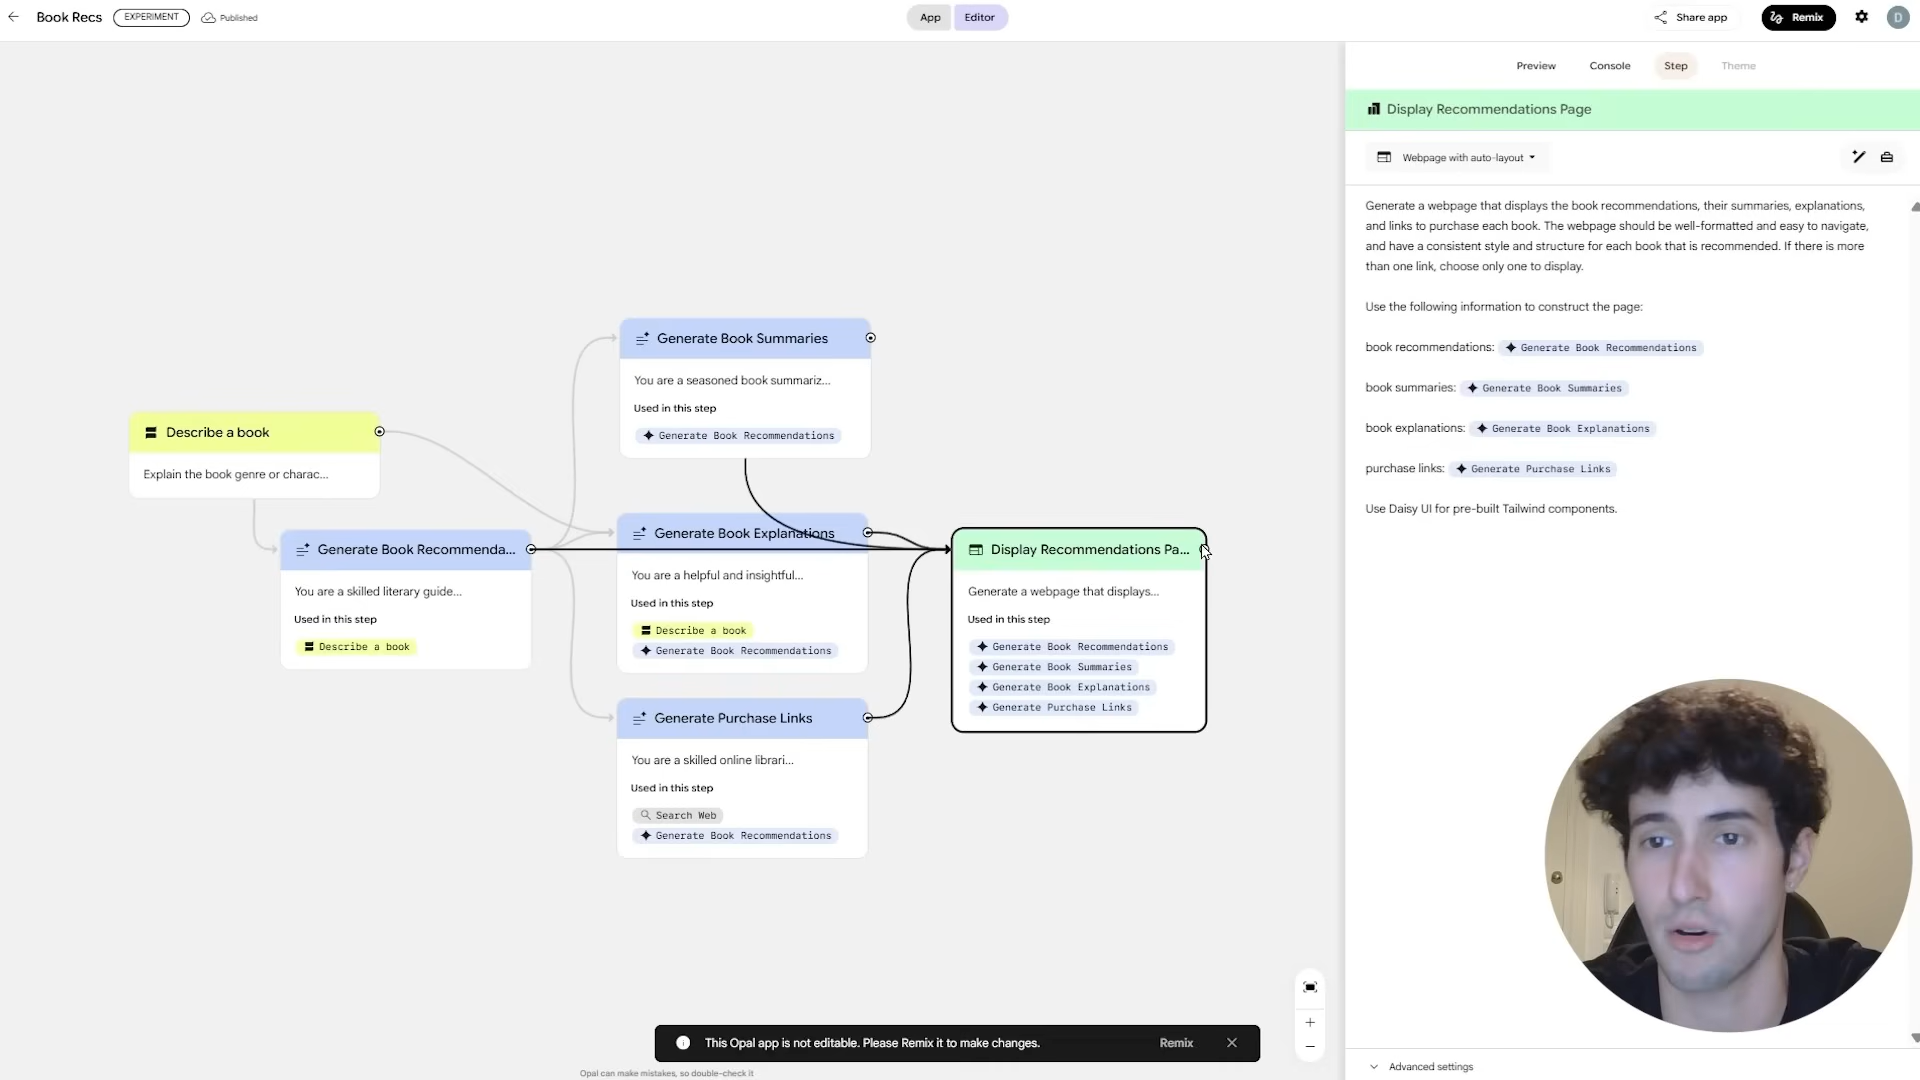 Book Recs
EXPERIMENT
Published
App
Editor
Share app
Remix
D
Preview
Console
Step
Theme
Display Recommendations Page
Webpage with auto-layout
Generate a webpage that displays the book recommendations, their summaries, explanations,
and links to purchase each book. The webpage should be well-formatted and easy to navigate,
and have a consistent style and structure for each book that is recommended. If there is more
than one link, choose only one to display.
Use the following information to construct the page:
book recommendations: Generate Book Recommendations
book summaries: Generate Book Summaries
book explanations: Generate Book Explanations
purchase links: Generate Purchase Links
Use Daisy UI for pre-built Tailwind components.
Advanced settings
Describe a book
Explain the book genre or charac...
Generate Book Recommenda...
You are a skilled literary guide...
Used in this step
Describe a book
Generate Book Summaries
You are a seasoned book summariz...
Used in this step
Generate Book Recommendations
Generate Book Explanations
You are a helpful and insightful...
Used in this step
Describe a book
Generate Book Recommendations
Generate Purchase Links
You are a skilled online librari...
Used in this step
Search Web
Generate Book Recommendations
Display Recommendations Pa...
Generate a webpage that displays...
Used in this step
Generate Book Recommendations
Generate Book Summaries
Generate Book Explanations
Generate Purchase Links
This Opal app is not editable. Please Remix it to make changes.
Remix
Opal can make mistakes, so double-check it